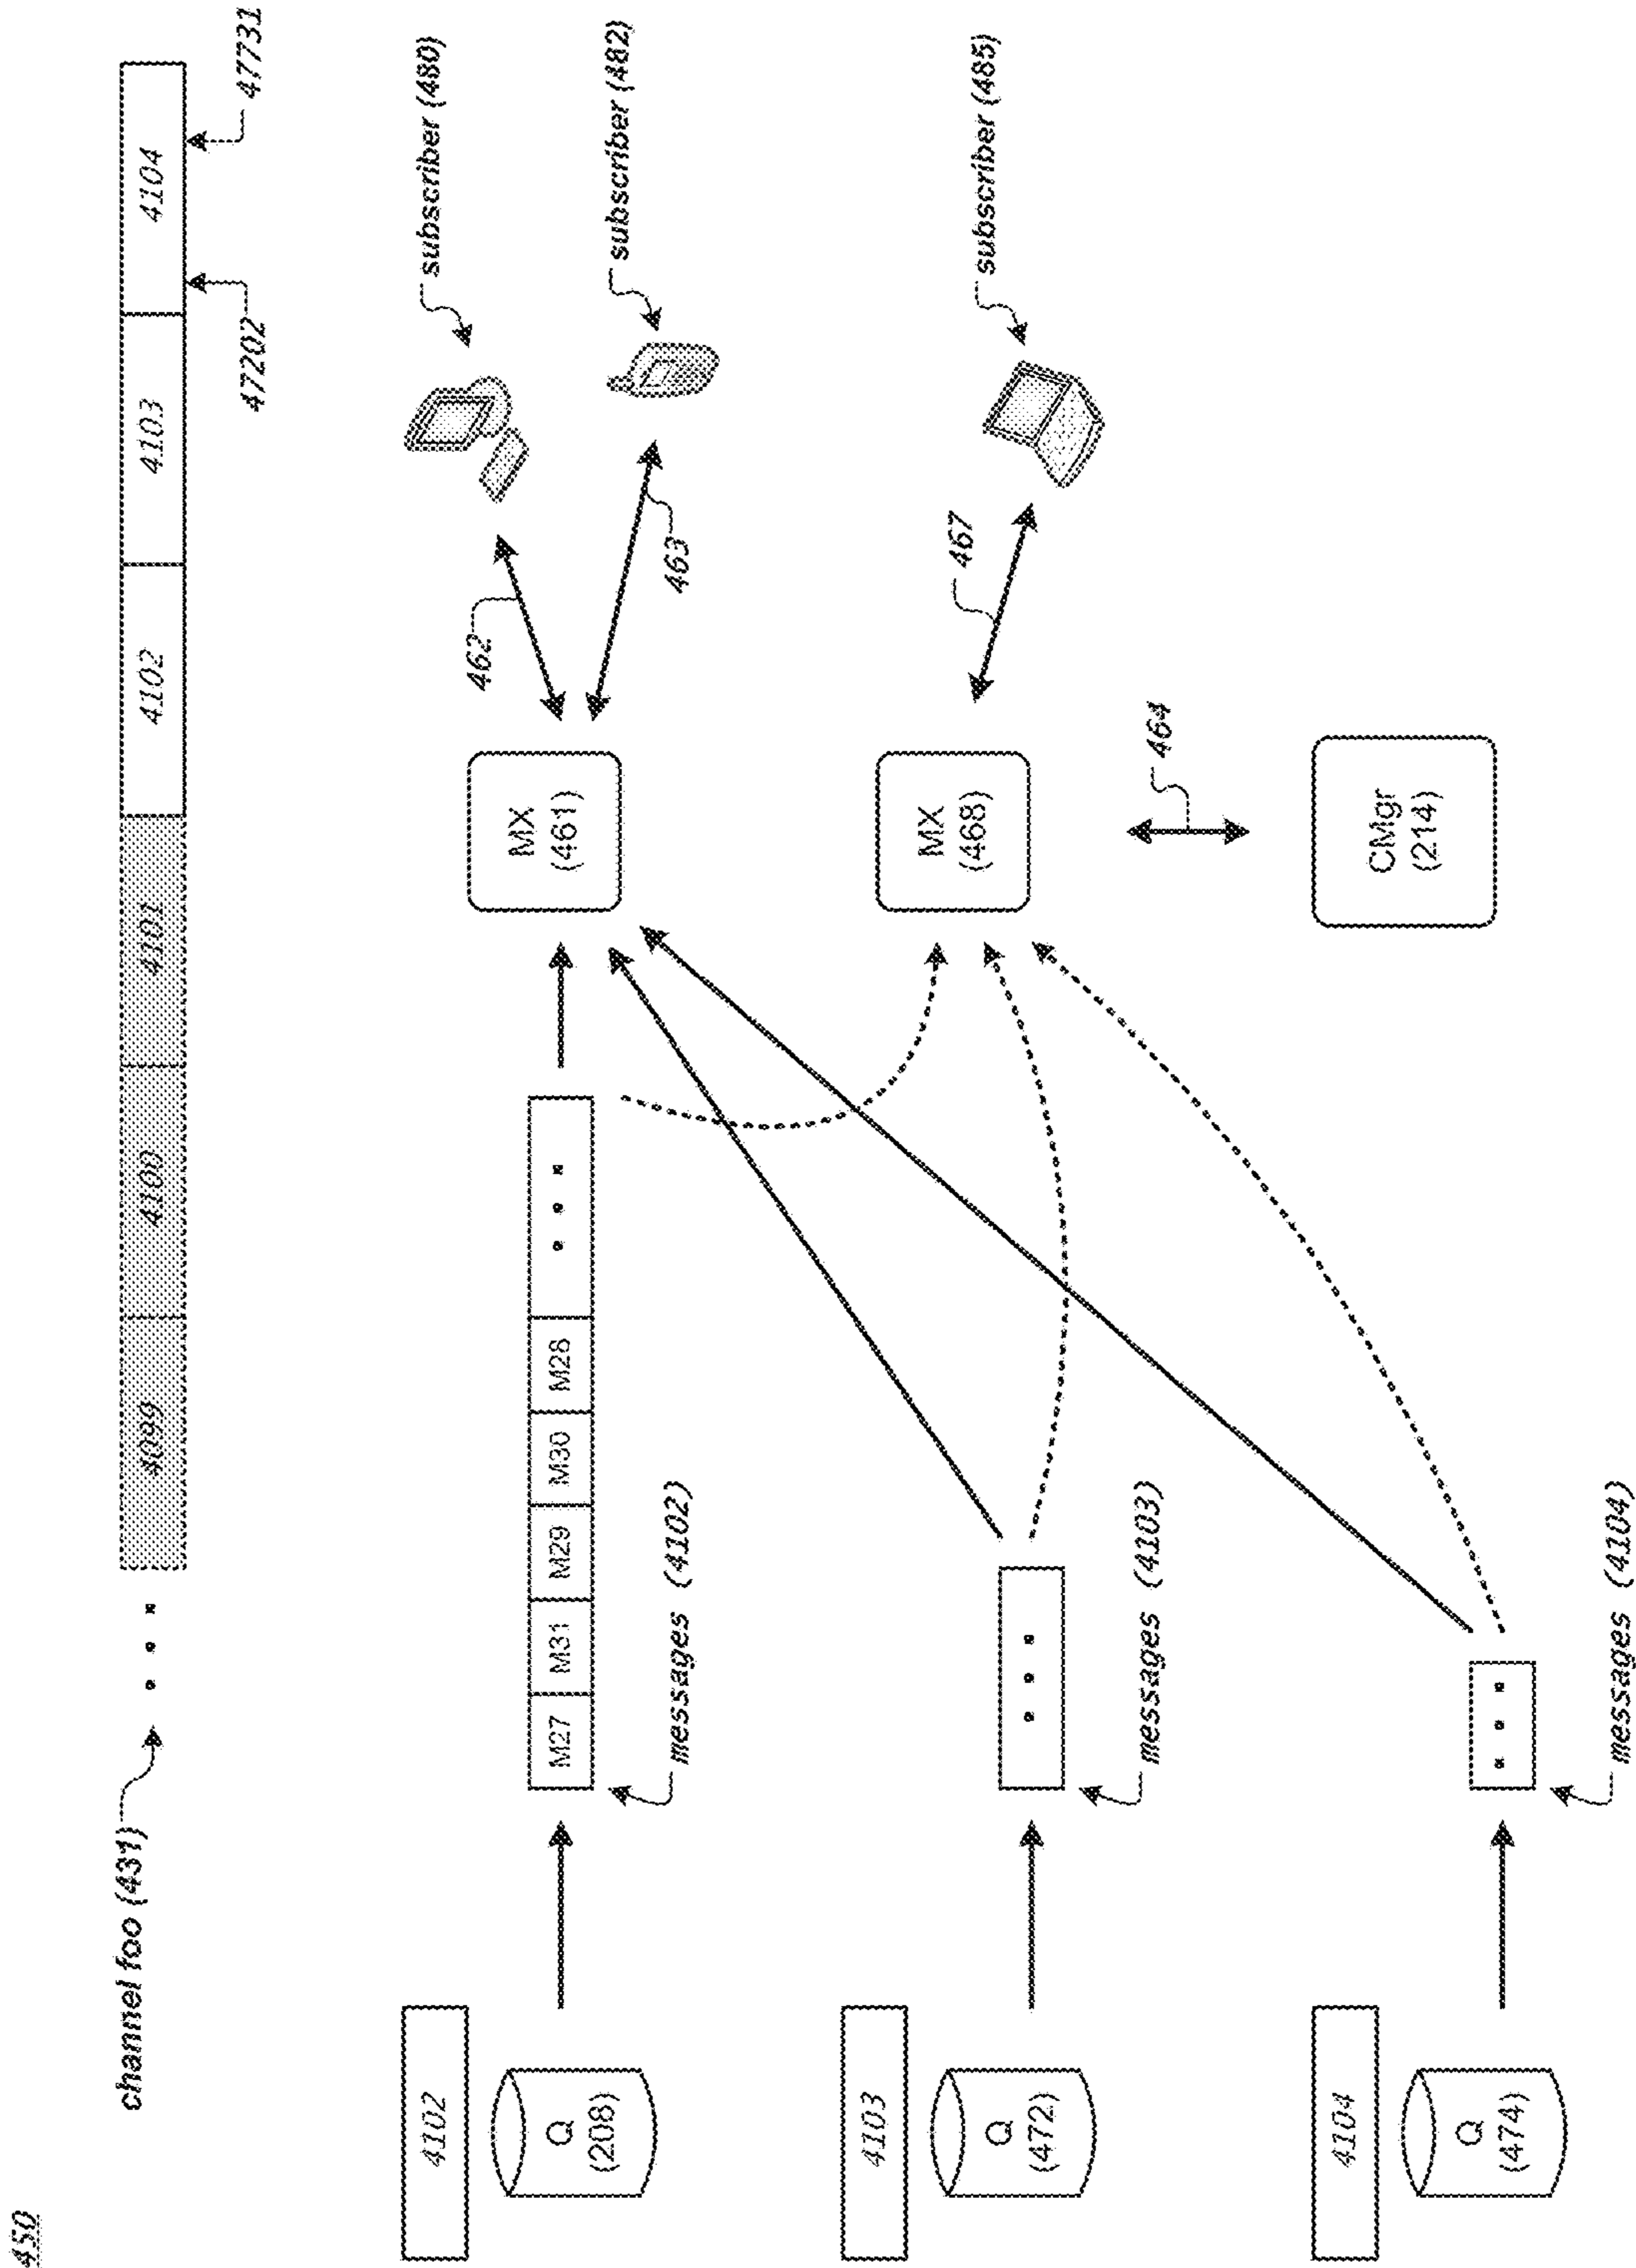 450
channel foo (431)
4099
4100
4101
4102
4103
4104
47202
47731
4102
Q
(208)
M27
M31
M29
M30
M28
messages (4102)
MX
(461)
462
463
subscriber (480)
subscriber (482)
4103
Q
(472)
messages (4103)
MX
(468)
467
subscriber (485)
464
4104
Q
(474)
messages (4104)
CMgr
(214)